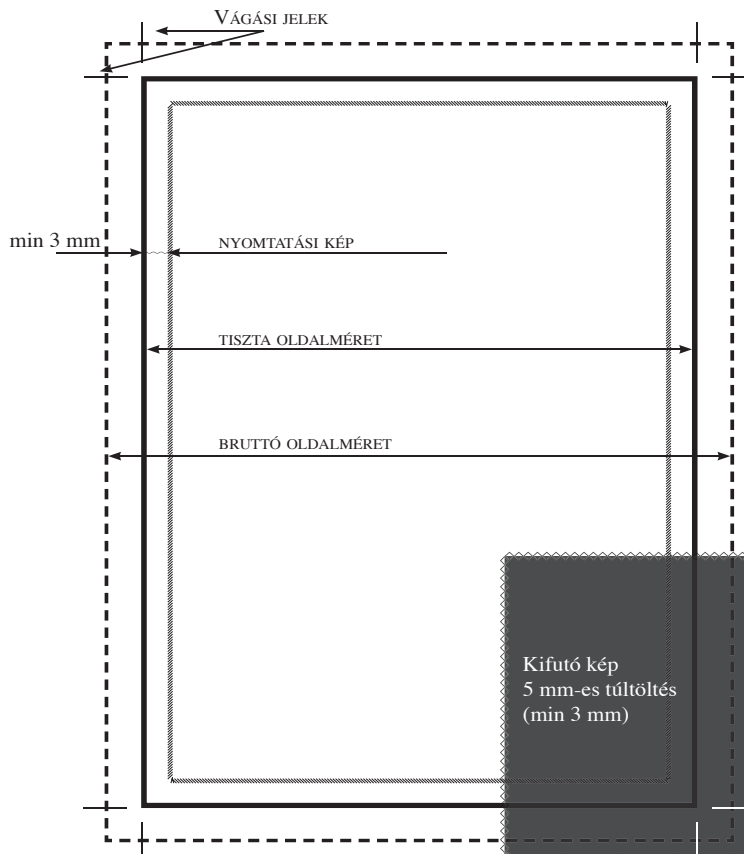 VÁGÁSI JELEK
min 3 mm
NYOMTATÁSI KÉP
TISZTA OLDALMÉRET
BRUTTÓ OLDALMÉRET
Kifutó kép
5 mm-es túltöltés
(min 3 mm)